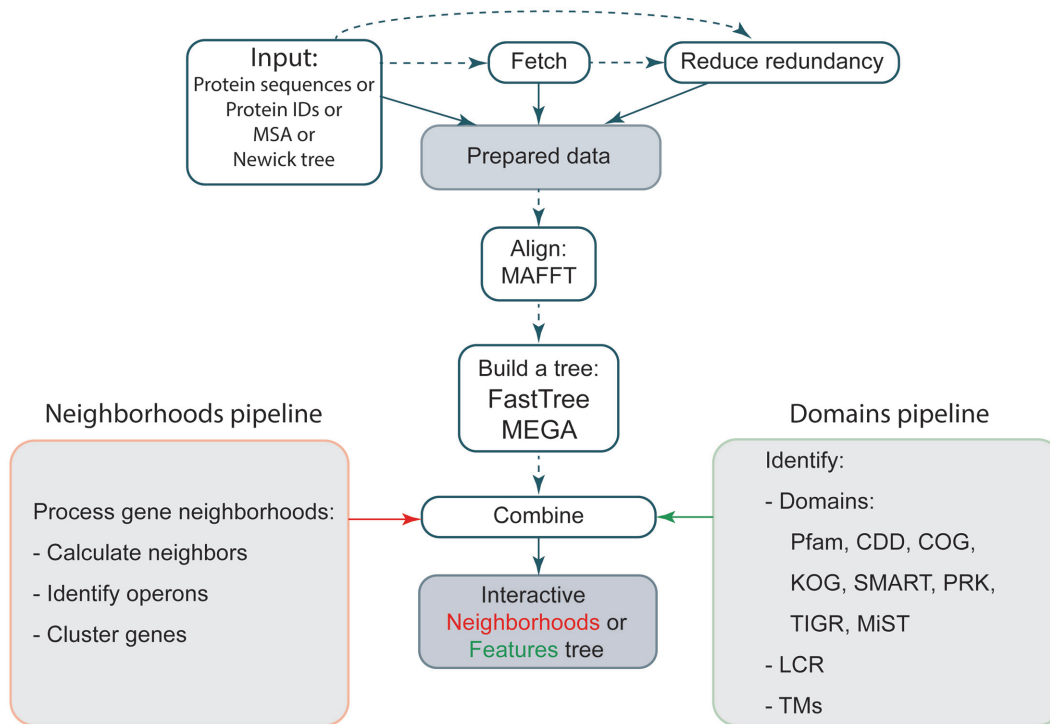 Input:
Protein sequences or
Protein IDs or
MSA or
Newick tree
Fetch
Reduce redundancy
Prepared data
Align:
MAFFT
Build a tree:
FastTree
MEGA
Neighborhoods pipeline
Process gene neighborhoods:
- Calculate neighbors
- Identify operons
- Cluster genes
Combine
Interactive
Neighborhoods or
Features tree
Domains pipeline
Identify:
- Domains:
Pfam, CDD, COG,
KOG, SMART, PRK,
TIGR, MiST
- LCR
- TMs